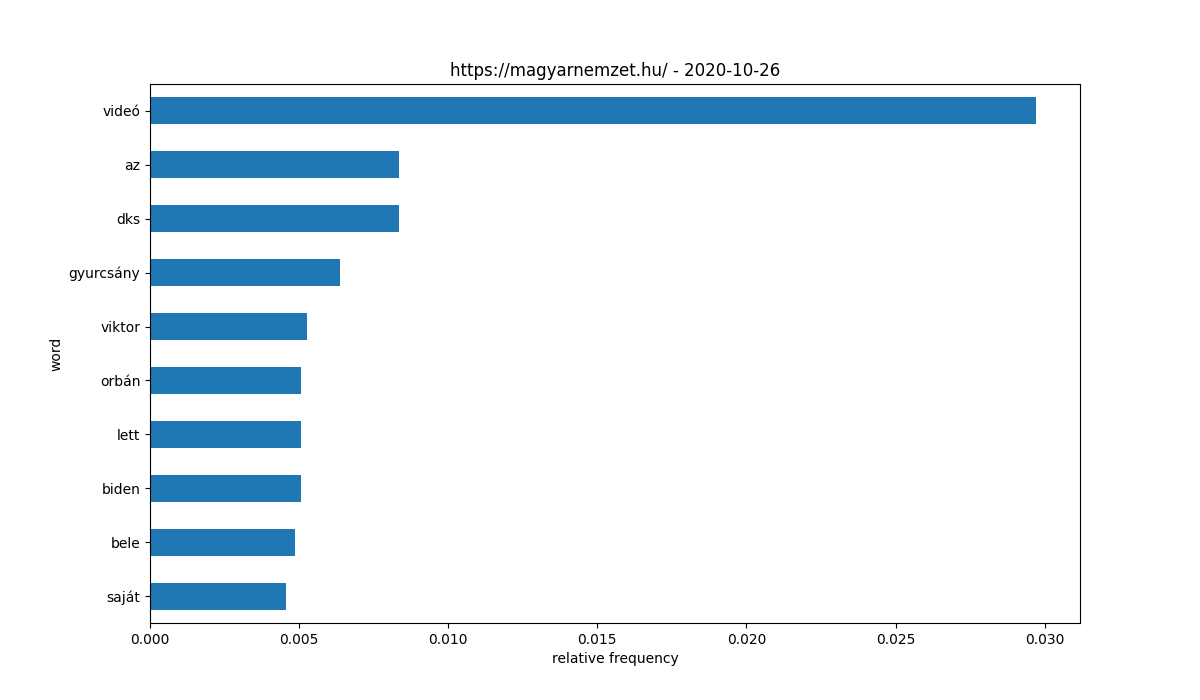 https://magyarnemzet.hu/ - 2020-10-26
videó
az
dks
gyurcsány
viktor
orbán
lett
biden
bele
saját
word
0.000 0.005 0.010 0.015 0.020 0.025 0.030
relative frequency